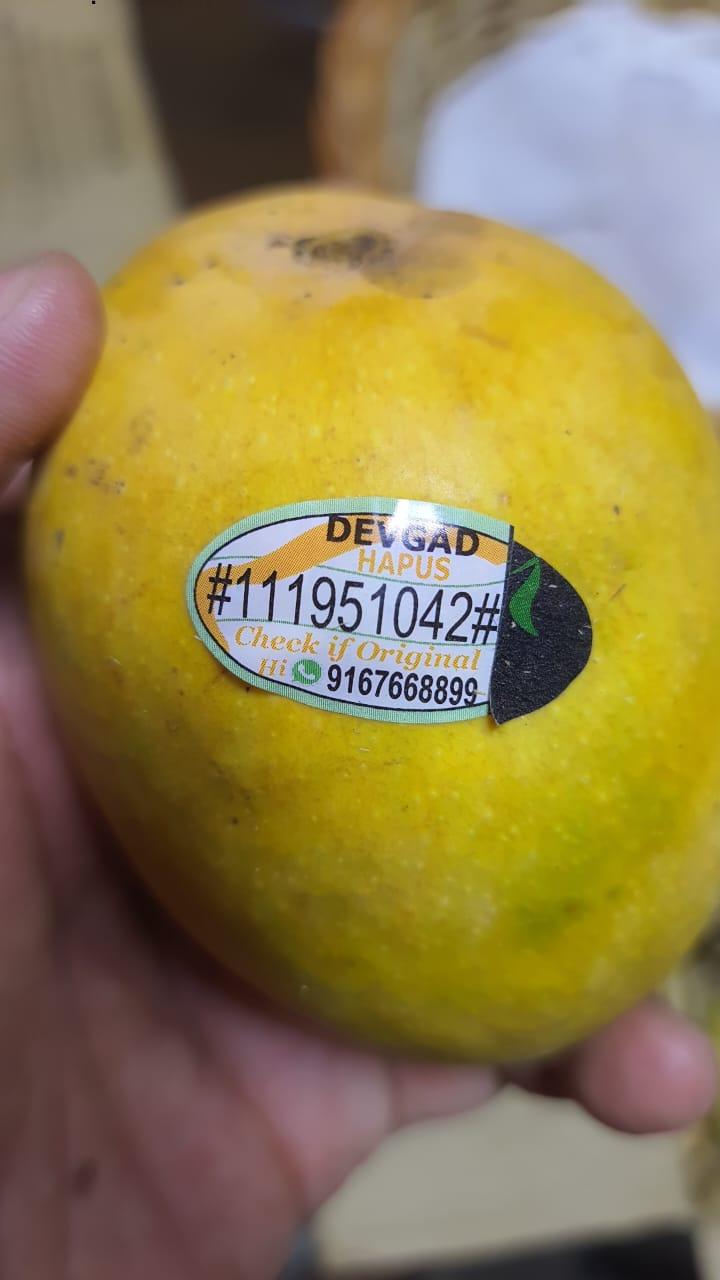 DEVGAD
HAPUS
#111951042#
Check if Original
Hi 9167668899